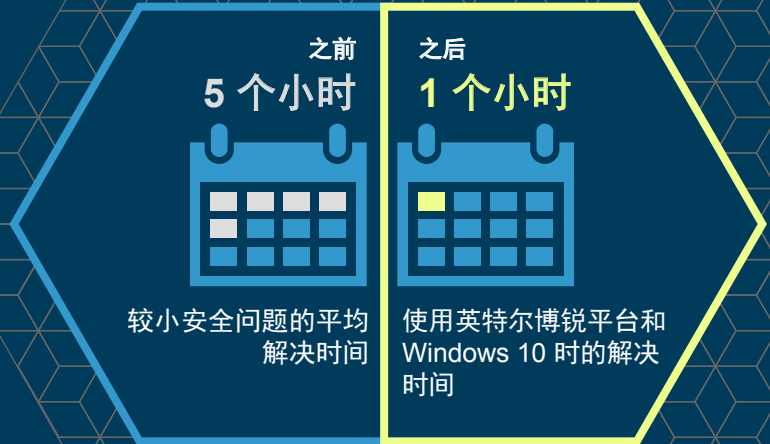 之前
5 个小时
较小安全问题的平均
解决时间
之后
1 个小时
使用英特尔博锐平台和
Windows 10 时的解决
时间